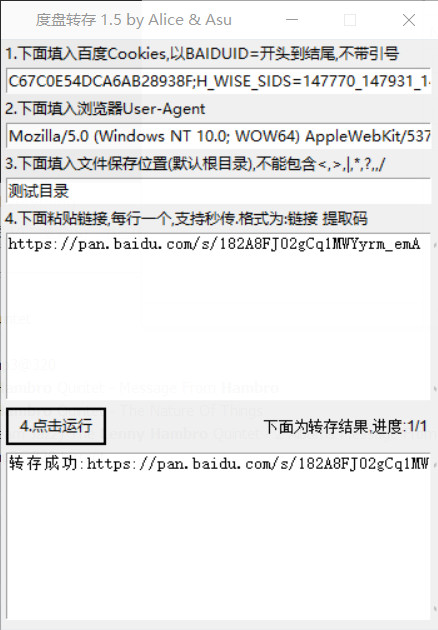 度盘转存 1.5 by Alice & Asu
1.下面填入百度Cookies,以BAIDUID=开头到结尾,不带引号
C67C0E54DCA6AB28938F;H_WISE_SIDS=147770_147931_14
2.下面填入浏览器User-Agent
Mozilla/5.0 (Windows NT 10.0; WOW64) AppleWebKit/537
3.下面填入文件保存位置(默认根目录),不能包含<,>,|,*,?,,/
测试目录
4.下面粘贴链接,每行一个,支持秒传.格式为:链接 提取码
https://pan.baidu.com/s/182A8FJ02gCq1MWYyrm_emA
4.点击运行
下面为转存结果,进度:1/1
转存成功:https://pan.baidu.com/s/182A8FJ02gCq1MW